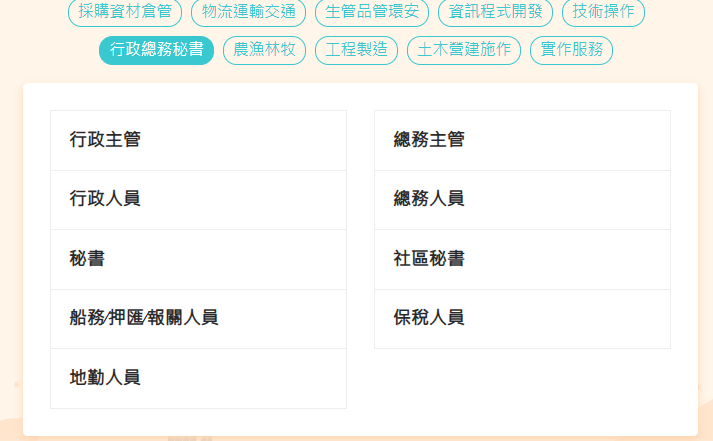 採購資材倉管 物流運輸交通 生管品管環安 資訊程式開發 技術操作
行政總務秘書 農漁林牧 工程製造 土木營建施作 實作服務
行政主管 總務主管
行政人員 總務人員
秘書 社區秘書
船務/押匯/報關人員 保稅人員
地勤人員